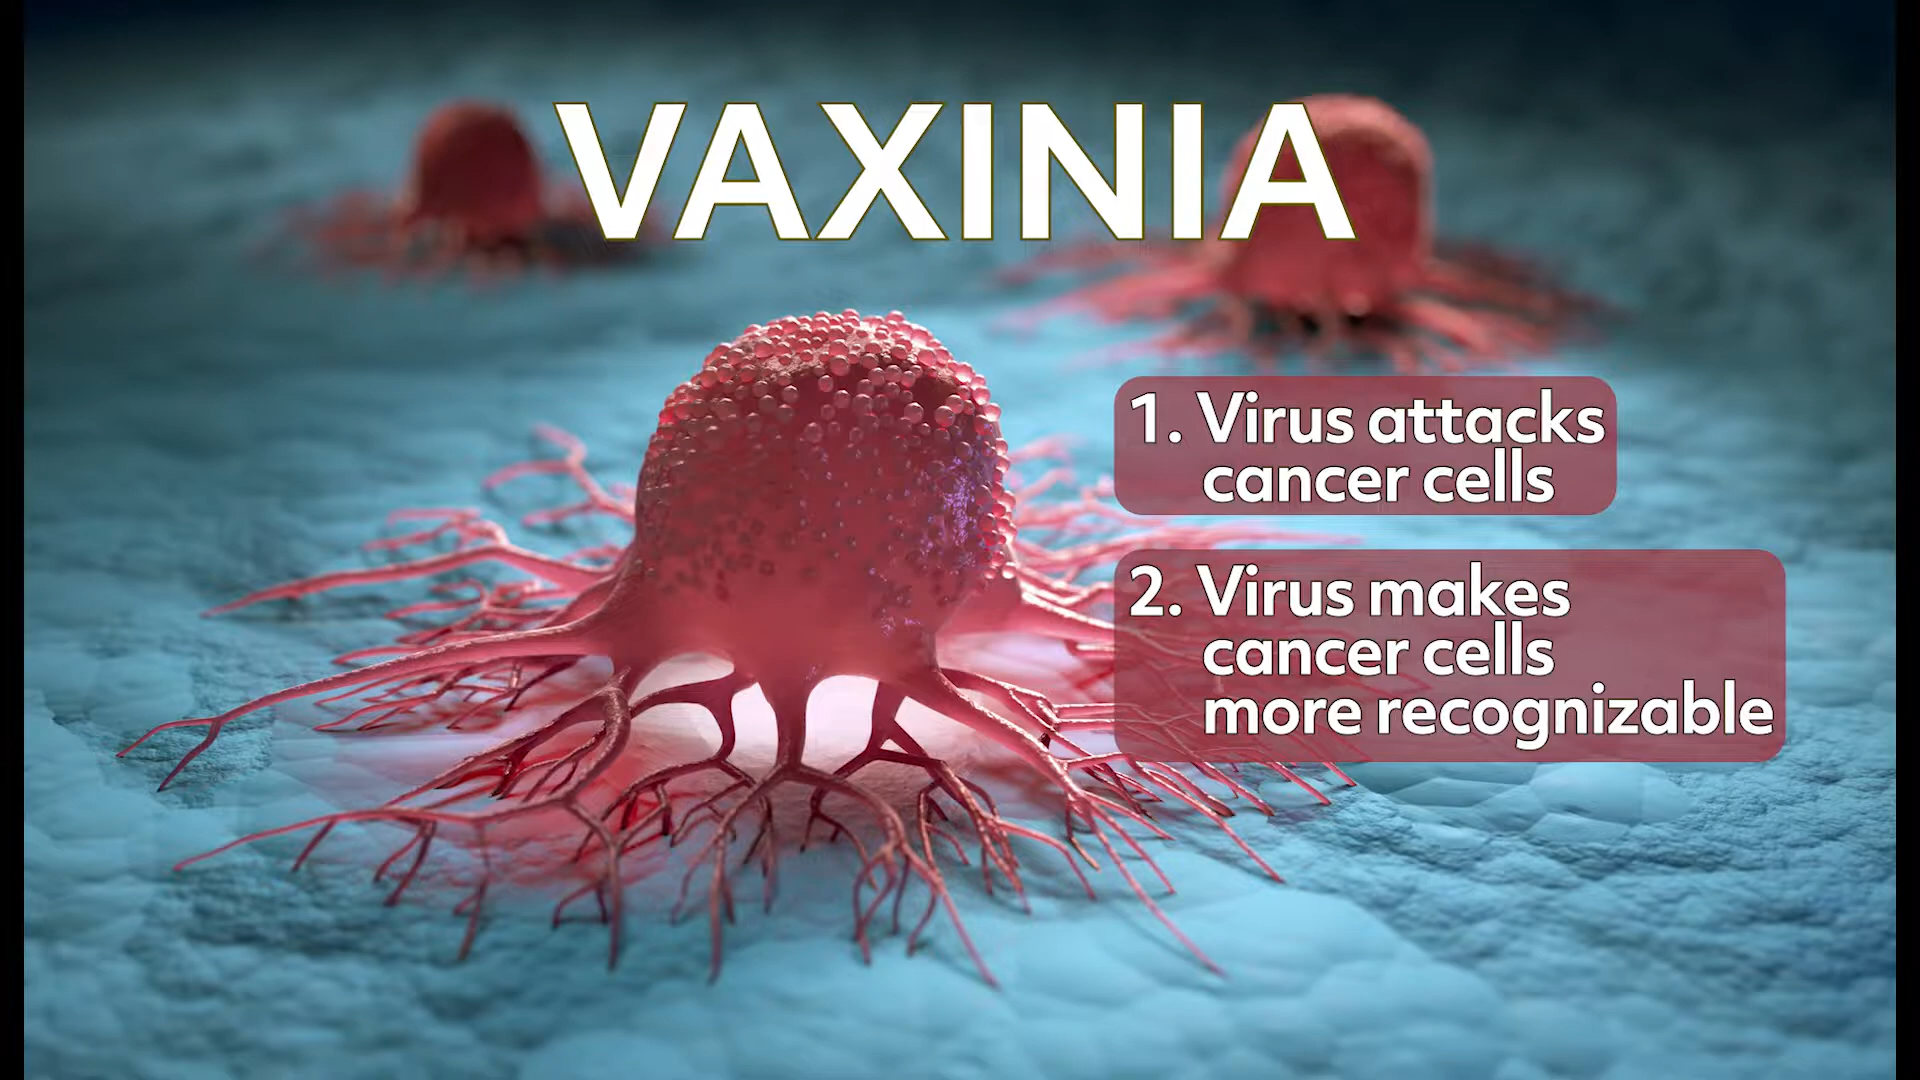 VAXINIA
1. Virus attacks
cancer cells
2. Virus makes
cancer cells
more recognizable